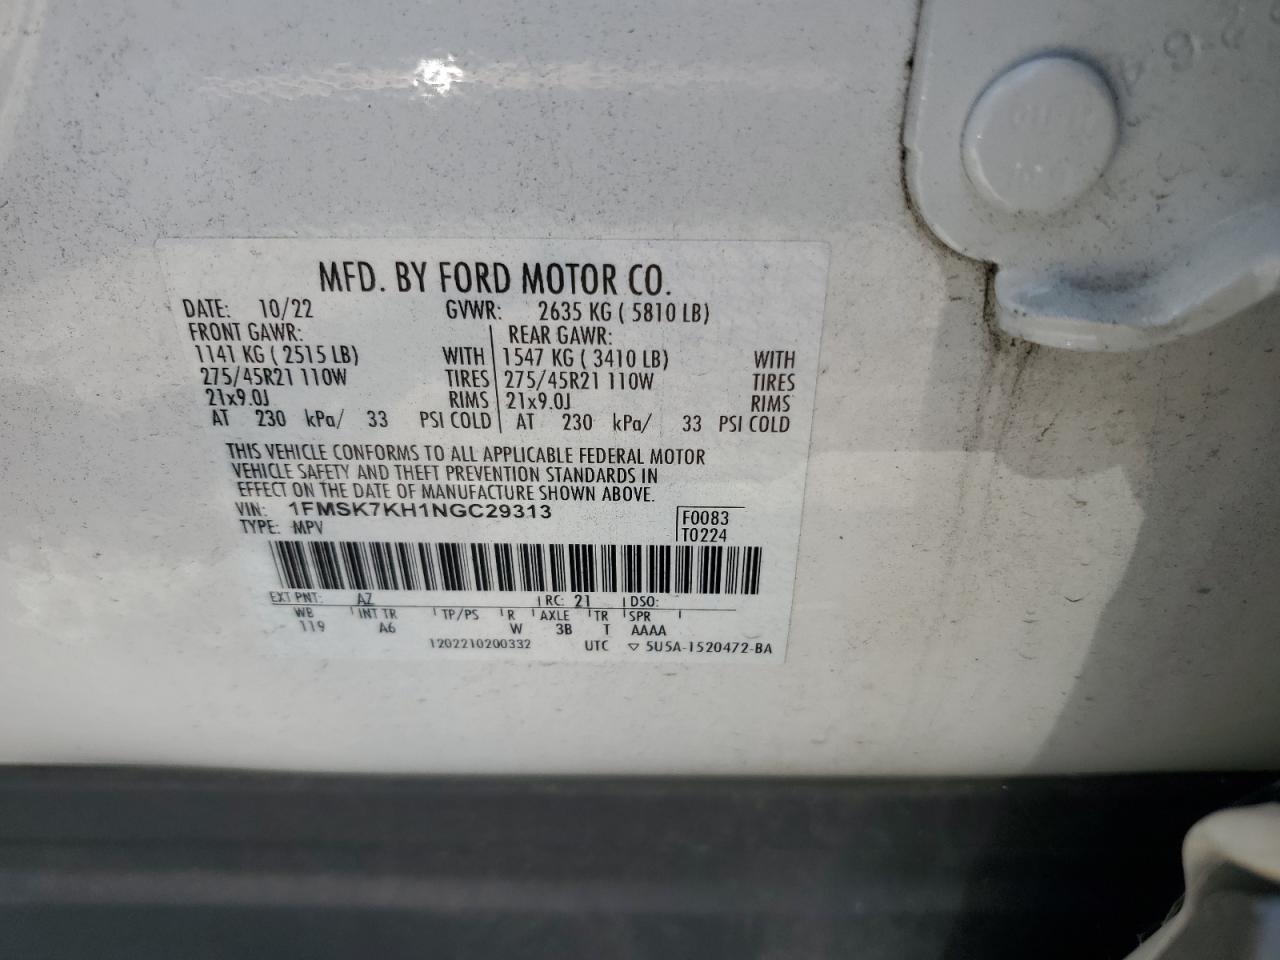 MFD. BY FORD MOTOR CO.
DATE: 10/22 GVWR: 2635 KG ( 5810 LB)
FRONT GAWR: REAR GAWR:
1141 KG ( 2515 LB) WITH 1547 KG ( 3410 LB) WITH
275/45R21 110W TIRES 275/45R21 110W TIRES
21x9.0J RIMS 21x9.0J RIMS
AT 230 kPa/ 33 PSI COLD AT 230 kPa/ 33 PSI COLD
THIS VEHICLE CONFORMS TO ALL APPLICABLE FEDERAL MOTOR
VEHICLE SAFETY AND THEFT PREVENTION STANDARDS IN
EFFECT ON THE DATE OF MANUFACTURE SHOWN ABOVE.
VIN: 1FMSK7KH1NGC29313 F0083
TYPE: MPV T0224
EXT PNT: AZ RC: 21 DSO:
WB INT TR TP/PS R AXLE TR SPR
119 A6 W 3B T AAAA
1202210200332 UTC ▽ 5U5A-1520472-BA